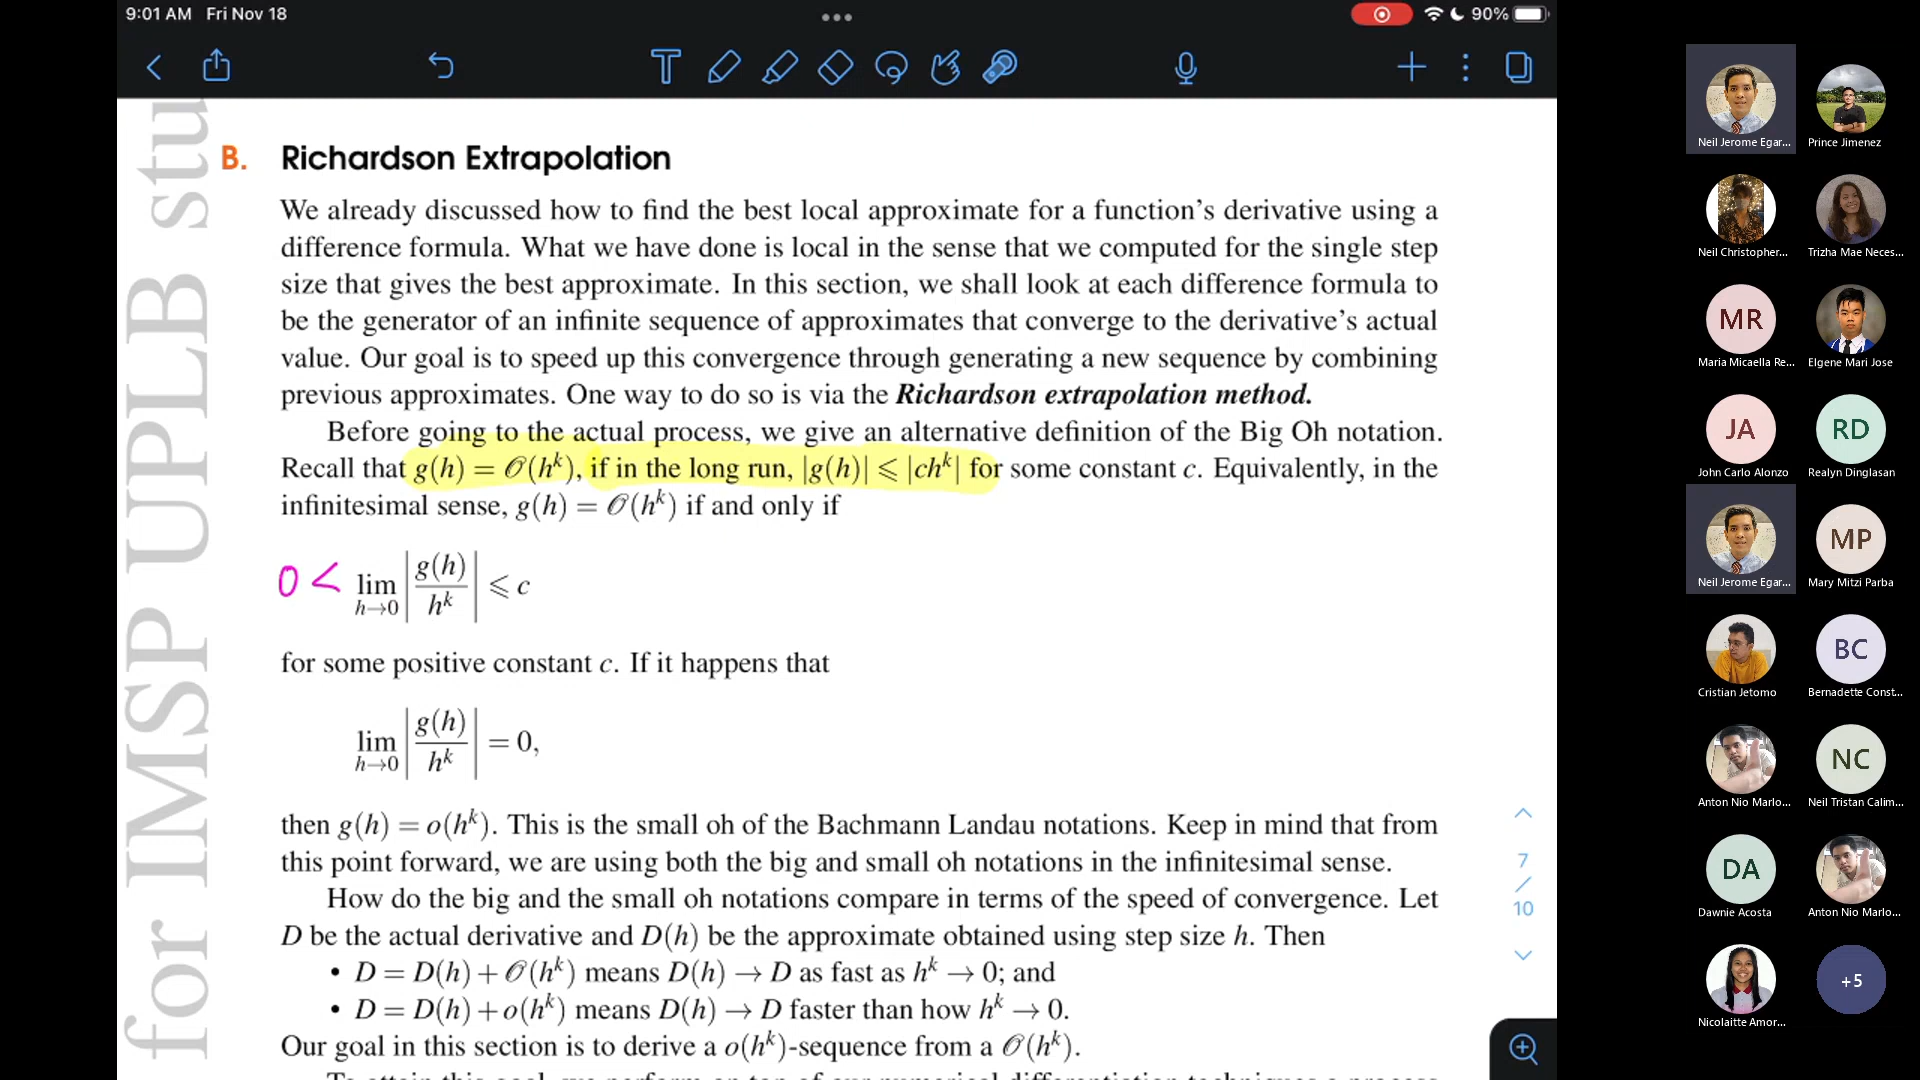 9:01 AM Fri Nov 18
90%
for IMSP UPLB stu
B. Richardson Extrapolation
We already discussed how to find the best local approximate for a function's derivative using a
difference formula. What we have done is local in the sense that we computed for the single step
size that gives the best approximate. In this section, we shall look at each difference formula to
be the generator of an infinite sequence of approximates that converge to the derivative's actual
value. Our goal is to speed up this convergence through generating a new sequence by combining
previous approximates. One way to do so is via the Richardson extrapolation method.
Before going to the actual process, we give an alternative definition of the Big Oh notation.
Recall that g(h) = 𝒪(h^k), if in the long run, |g(h)| ⩽ |ch^k| for some constant c. Equivalently, in the
infinitesimal sense, g(h) = 𝒪(h^k) if and only if
0 < lim h→0 |g(h)/h^k| ⩽ c
for some positive constant c. If it happens that
lim h→0 |g(h)/h^k| = 0,
then g(h) = o(h^k). This is the small oh of the Bachmann Landau notations. Keep in mind that from
this point forward, we are using both the big and small oh notations in the infinitesimal sense.
How do the big and the small oh notations compare in terms of the speed of convergence. Let
D be the actual derivative and D(h) be the approximate obtained using step size h. Then
• D = D(h) + 𝒪(h^k) means D(h) → D as fast as h^k → 0; and
• D = D(h) + o(h^k) means D(h) → D faster than how h^k → 0.
Our goal in this section is to derive a o(h^k)-sequence from a 𝒪(h^k).
7
/
10
Neil Jerome Egar...
Prince Jimenez
Neil Christopher...
Trizha Mae Neces...
MR
Maria Micaella Re...
Elgene Mari Jose
JA
John Carlo Alonzo
RD
Realyn Dinglasan
Neil Jerome Egar...
MP
Mary Mitzi Parba
Cristian Jetomo
BC
Bernadette Const...
Anton Nio Marlo...
NC
Neil Tristan Calim...
DA
Dawnie Acosta
Anton Nio Marlo...
Nicolaitte Amor...
+5